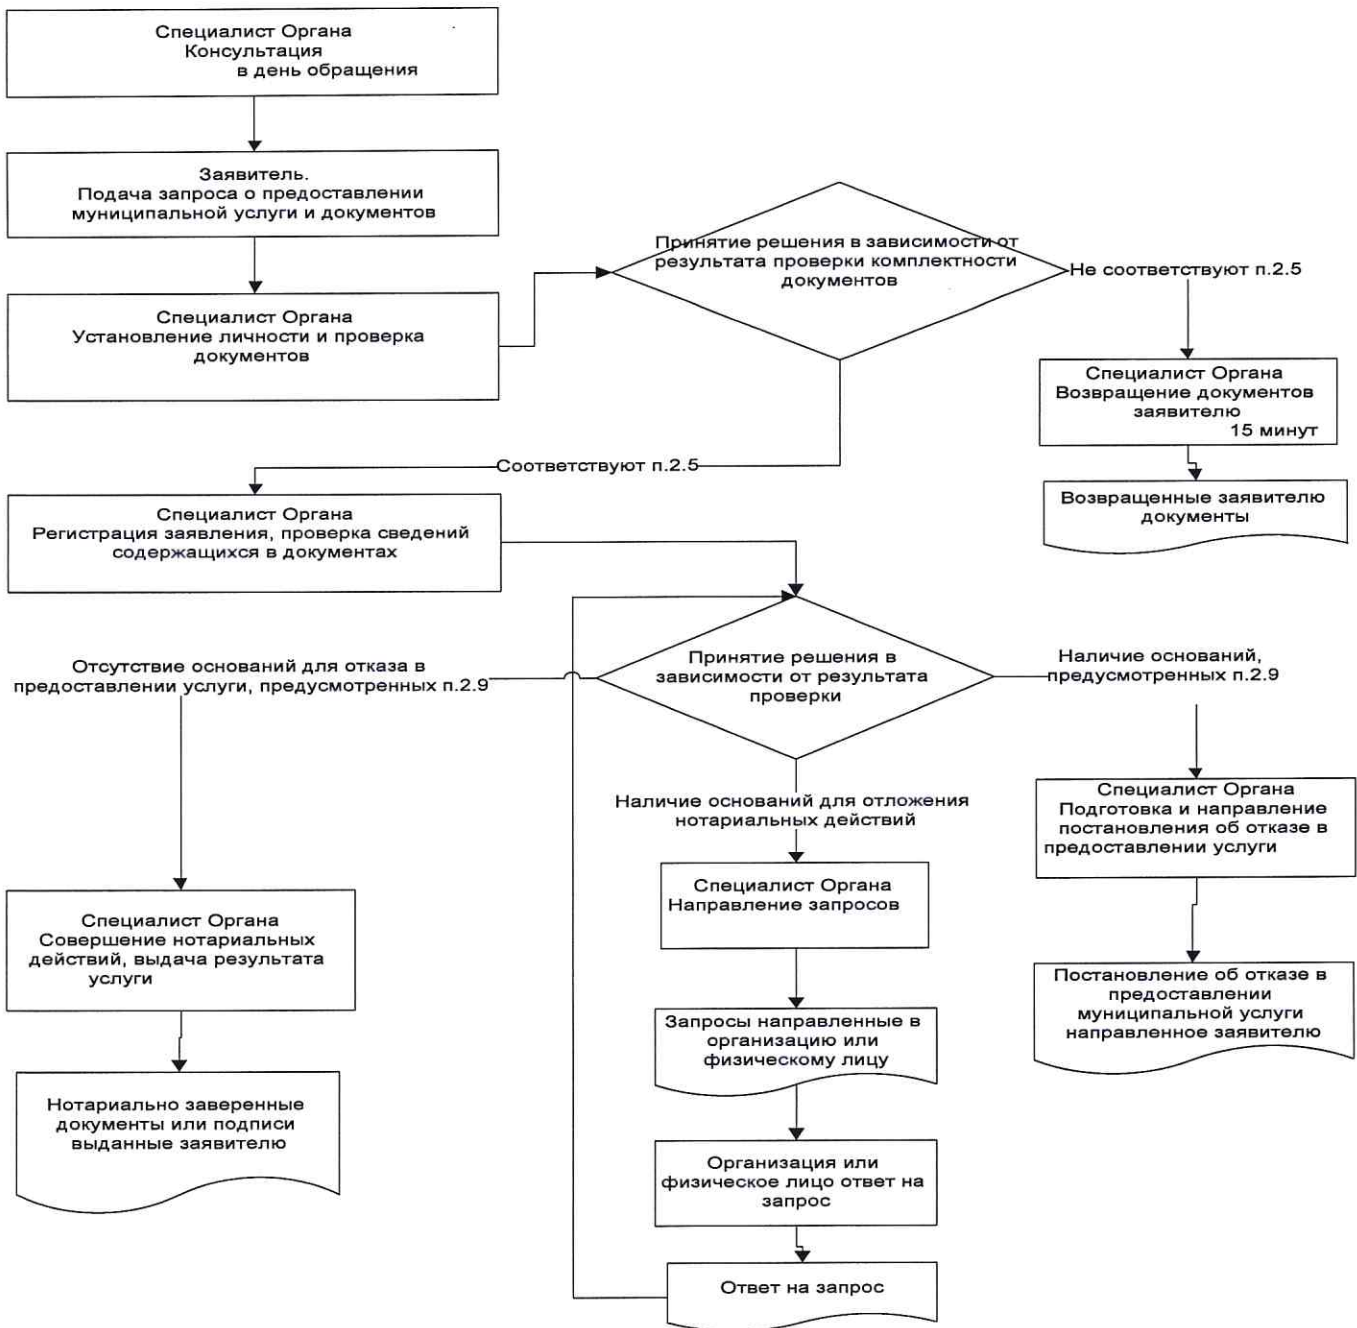 Специалист Органа
Консультация
в день обращения
Заявитель.
Подача запроса о предоставлении
муниципальной услуги и документов
Специалист Органа
Установление личности и проверка
документов
Принятие решения в зависимости от
результата проверки комплектности
документов
Не соответствуют п.2.5
Специалист Органа
Возвращение документов
заявителю
15 минут
Возвращенные заявителю
документы
Соответствуют п.2.5
Специалист Органа
Регистрация заявления, проверка сведений
содержащихся в документах
Принятие решения в
зависимости от результата
проверки
Отсутствие оснований для отказа в
предоставлении услуги, предусмотренных п.2.9
Наличие оснований,
предусмотренных п.2.9
Наличие оснований для отложения
нотариальных действий
Специалист Органа
Подготовка и направление
постановления об отказе в
предоставлении услуги
Специалист Органа
Направление запросов
Специалист Органа
Совершение нотариальных
действий, выдача результата
услуги
Постановление об отказе в
предоставлении
муниципальной услуги
направленное заявителю
Запросы направленные в
организацию или
физическому лицу
Нотариально заверенные
документы или подписи
выданные заявителю
Организация или
физическое лицо ответ на
запрос
Ответ на запрос